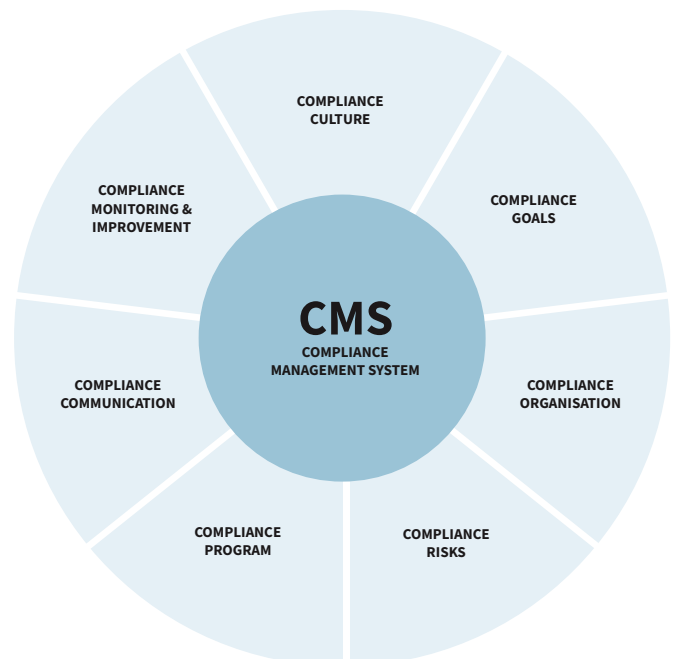 COMPLIANCE
CULTURE
COMPLIANCE
GOALS
COMPLIANCE
ORGANISATION
COMPLIANCE
RISKS
COMPLIANCE
PROGRAM
COMPLIANCE
COMMUNICATION
COMPLIANCE
MONITORING &
IMPROVEMENT
CMS
COMPLIANCE
MANAGEMENT SYSTEM